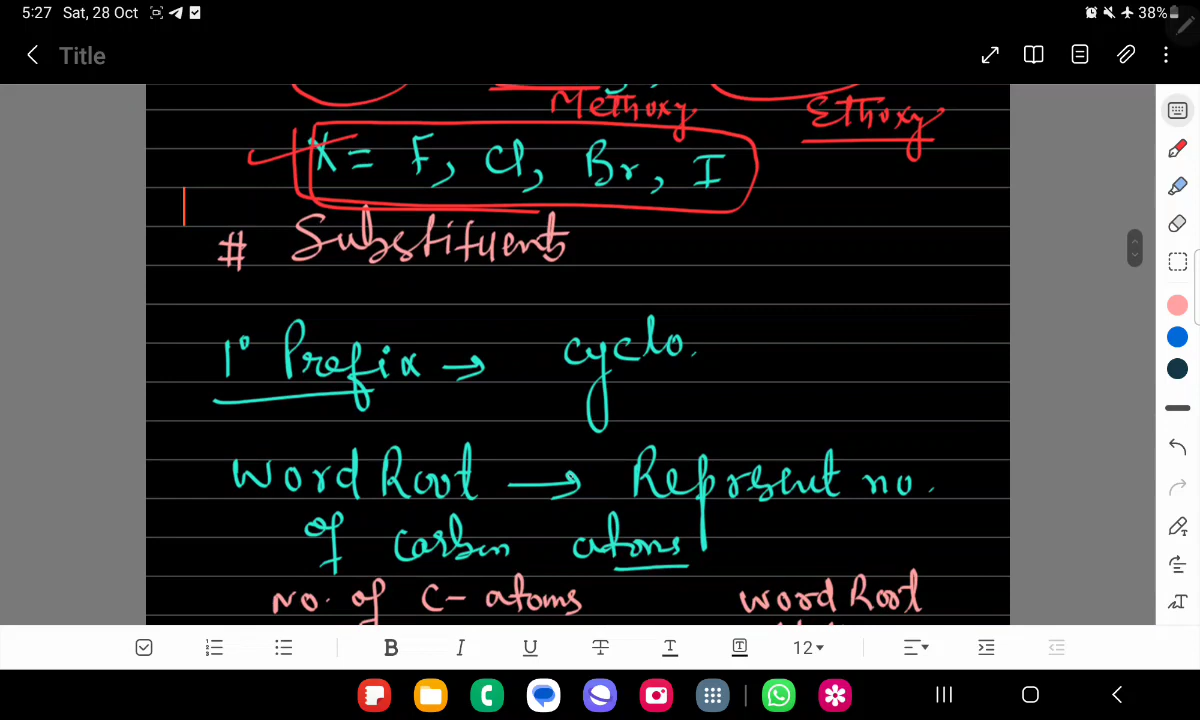 5:27 Sat, 28 Oct
38%
Title
Methoxy
Ethoxy
X = F, Cl, Br, I
# Substituents
1° Prefix → cyclo.
Word Root → Represent no.
of carbon atoms
No. of C- atoms word Root
B I U T T T 12